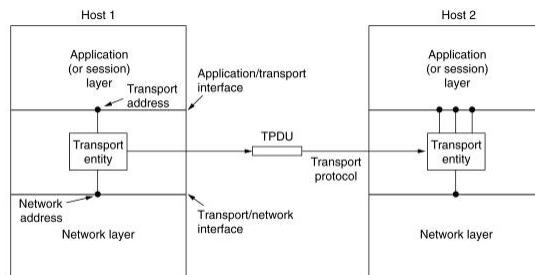 Host 1
Host 2
Application
(or session)
layer
Transport
address
Application/transport
interface
Application
(or session)
layer
Transport
entity
TPDU
Transport
protocol
Transport
entity
Network
address
Transport/network
interface
Network layer
Network layer